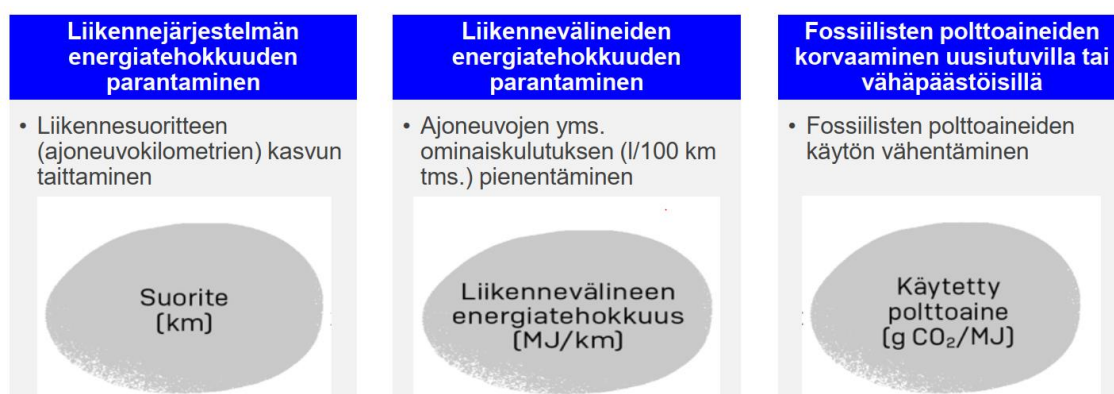 Liikennejärjestelmän
energiatehokkuuden
parantaminen
• Liikennesuoritteen
(ajoneuvokilometrien) kasvun
taittaminen
Suorite
(km)
Liikennevälineiden
energiatehokkuuden
parantaminen
• Ajoneuvojen yms.
ominaiskulutuksen (l/100 km
tms.) pienentäminen
Liikennevälineen
energiatehokkuus
(MJ/km)
Fossiilisten polttoaineiden
korvaaminen uusiutuvilla tai
vähäpäästöisillä
• Fossiilisten polttoaineiden
käytön vähentäminen
Käytetty
polttoaine
(g CO₂/MJ)